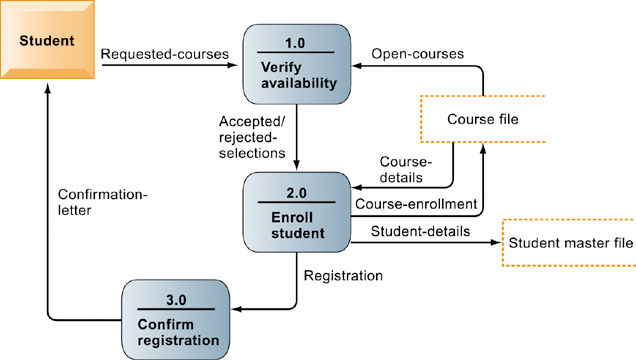 Student
Requested-courses
1.0
Verify
availability
Open-courses
Course file
Accepted/
rejected-
selections
Course-
details
2.0
Enroll
student
Course-enrollment
Student-details
Student master file
Confirmation-
letter
Registration
3.0
Confirm
registration